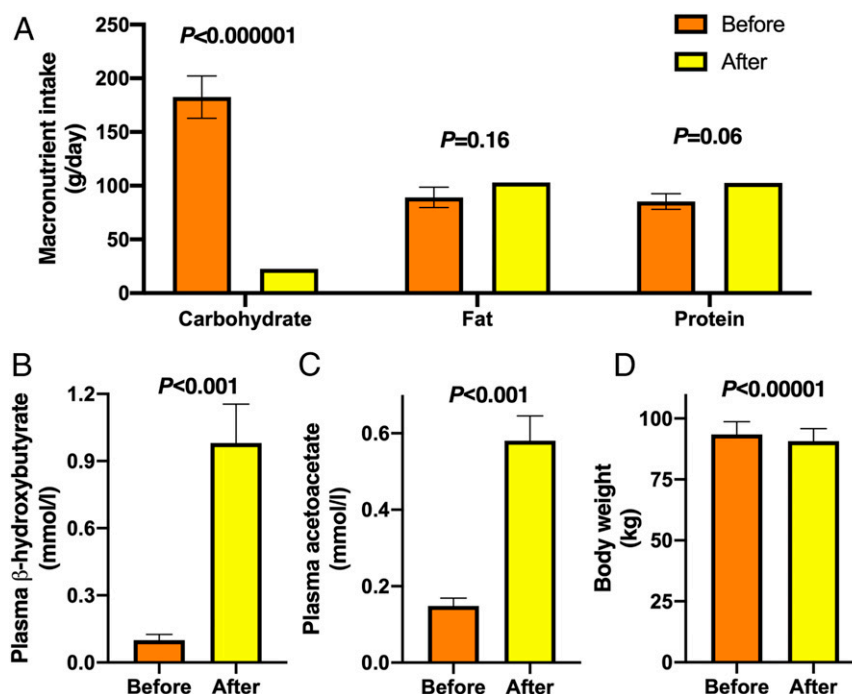 A
Macronutrient intake
(g/day)
250
200
150
100
50
0
P<0.000001
P=0.16
P=0.06
Before
After
Carbohydrate
Fat
Protein
B
Plasma β-hydroxybutyrate
(mmol/l)
1.2
0.9
0.6
0.3
0.0
P<0.001
Before
After
C
Plasma acetoacetate
(mmol/l)
0.6
0.4
0.2
0.0
P<0.001
Before
After
D
Body weight
(kg)
100
75
50
25
0
P<0.00001
Before
After